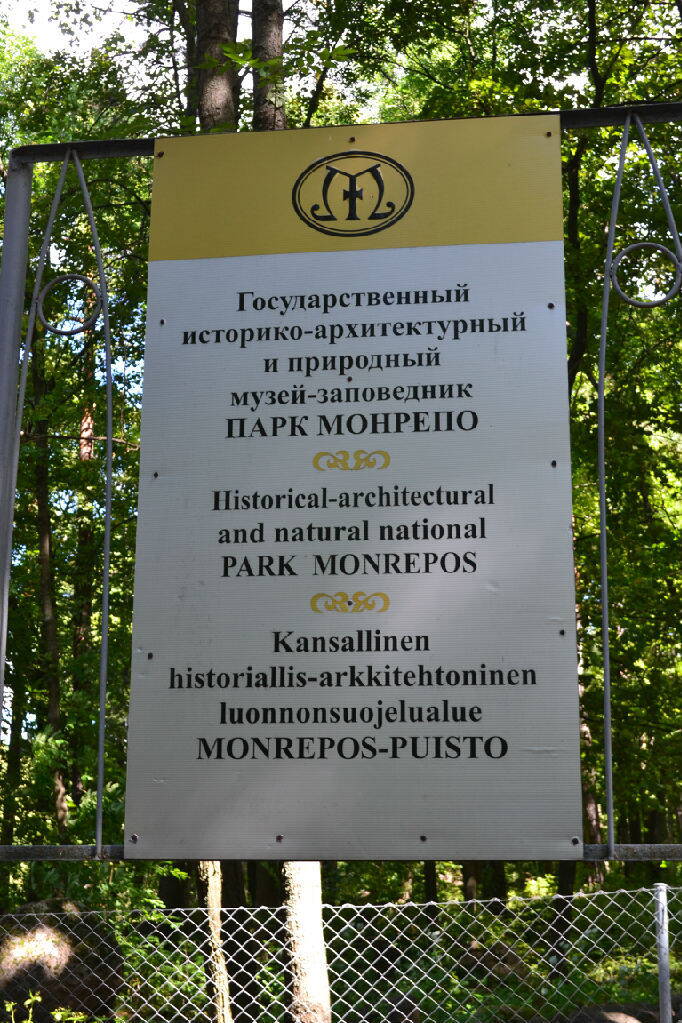 Государственный
историко-архитектурный
и природный
музей-заповедник
ПАРК МОНРЕПО
Historical-architectural
and natural national
PARK MONREPOS
Kansallinen
historiallis-arkkitehtoninen
luonnonsuojelualue
MONREPOS-PUISTO